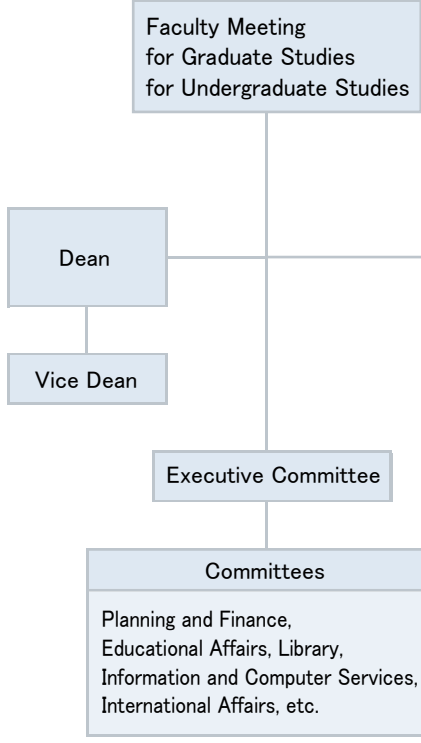 Faculty Meeting
for Graduate Studies
for Undergraduate Studies
Dean
Vice Dean
Executive Committee
Committees
Planning and Finance,
Educational Affairs, Library,
Information and Computer Services,
International Affairs, etc.